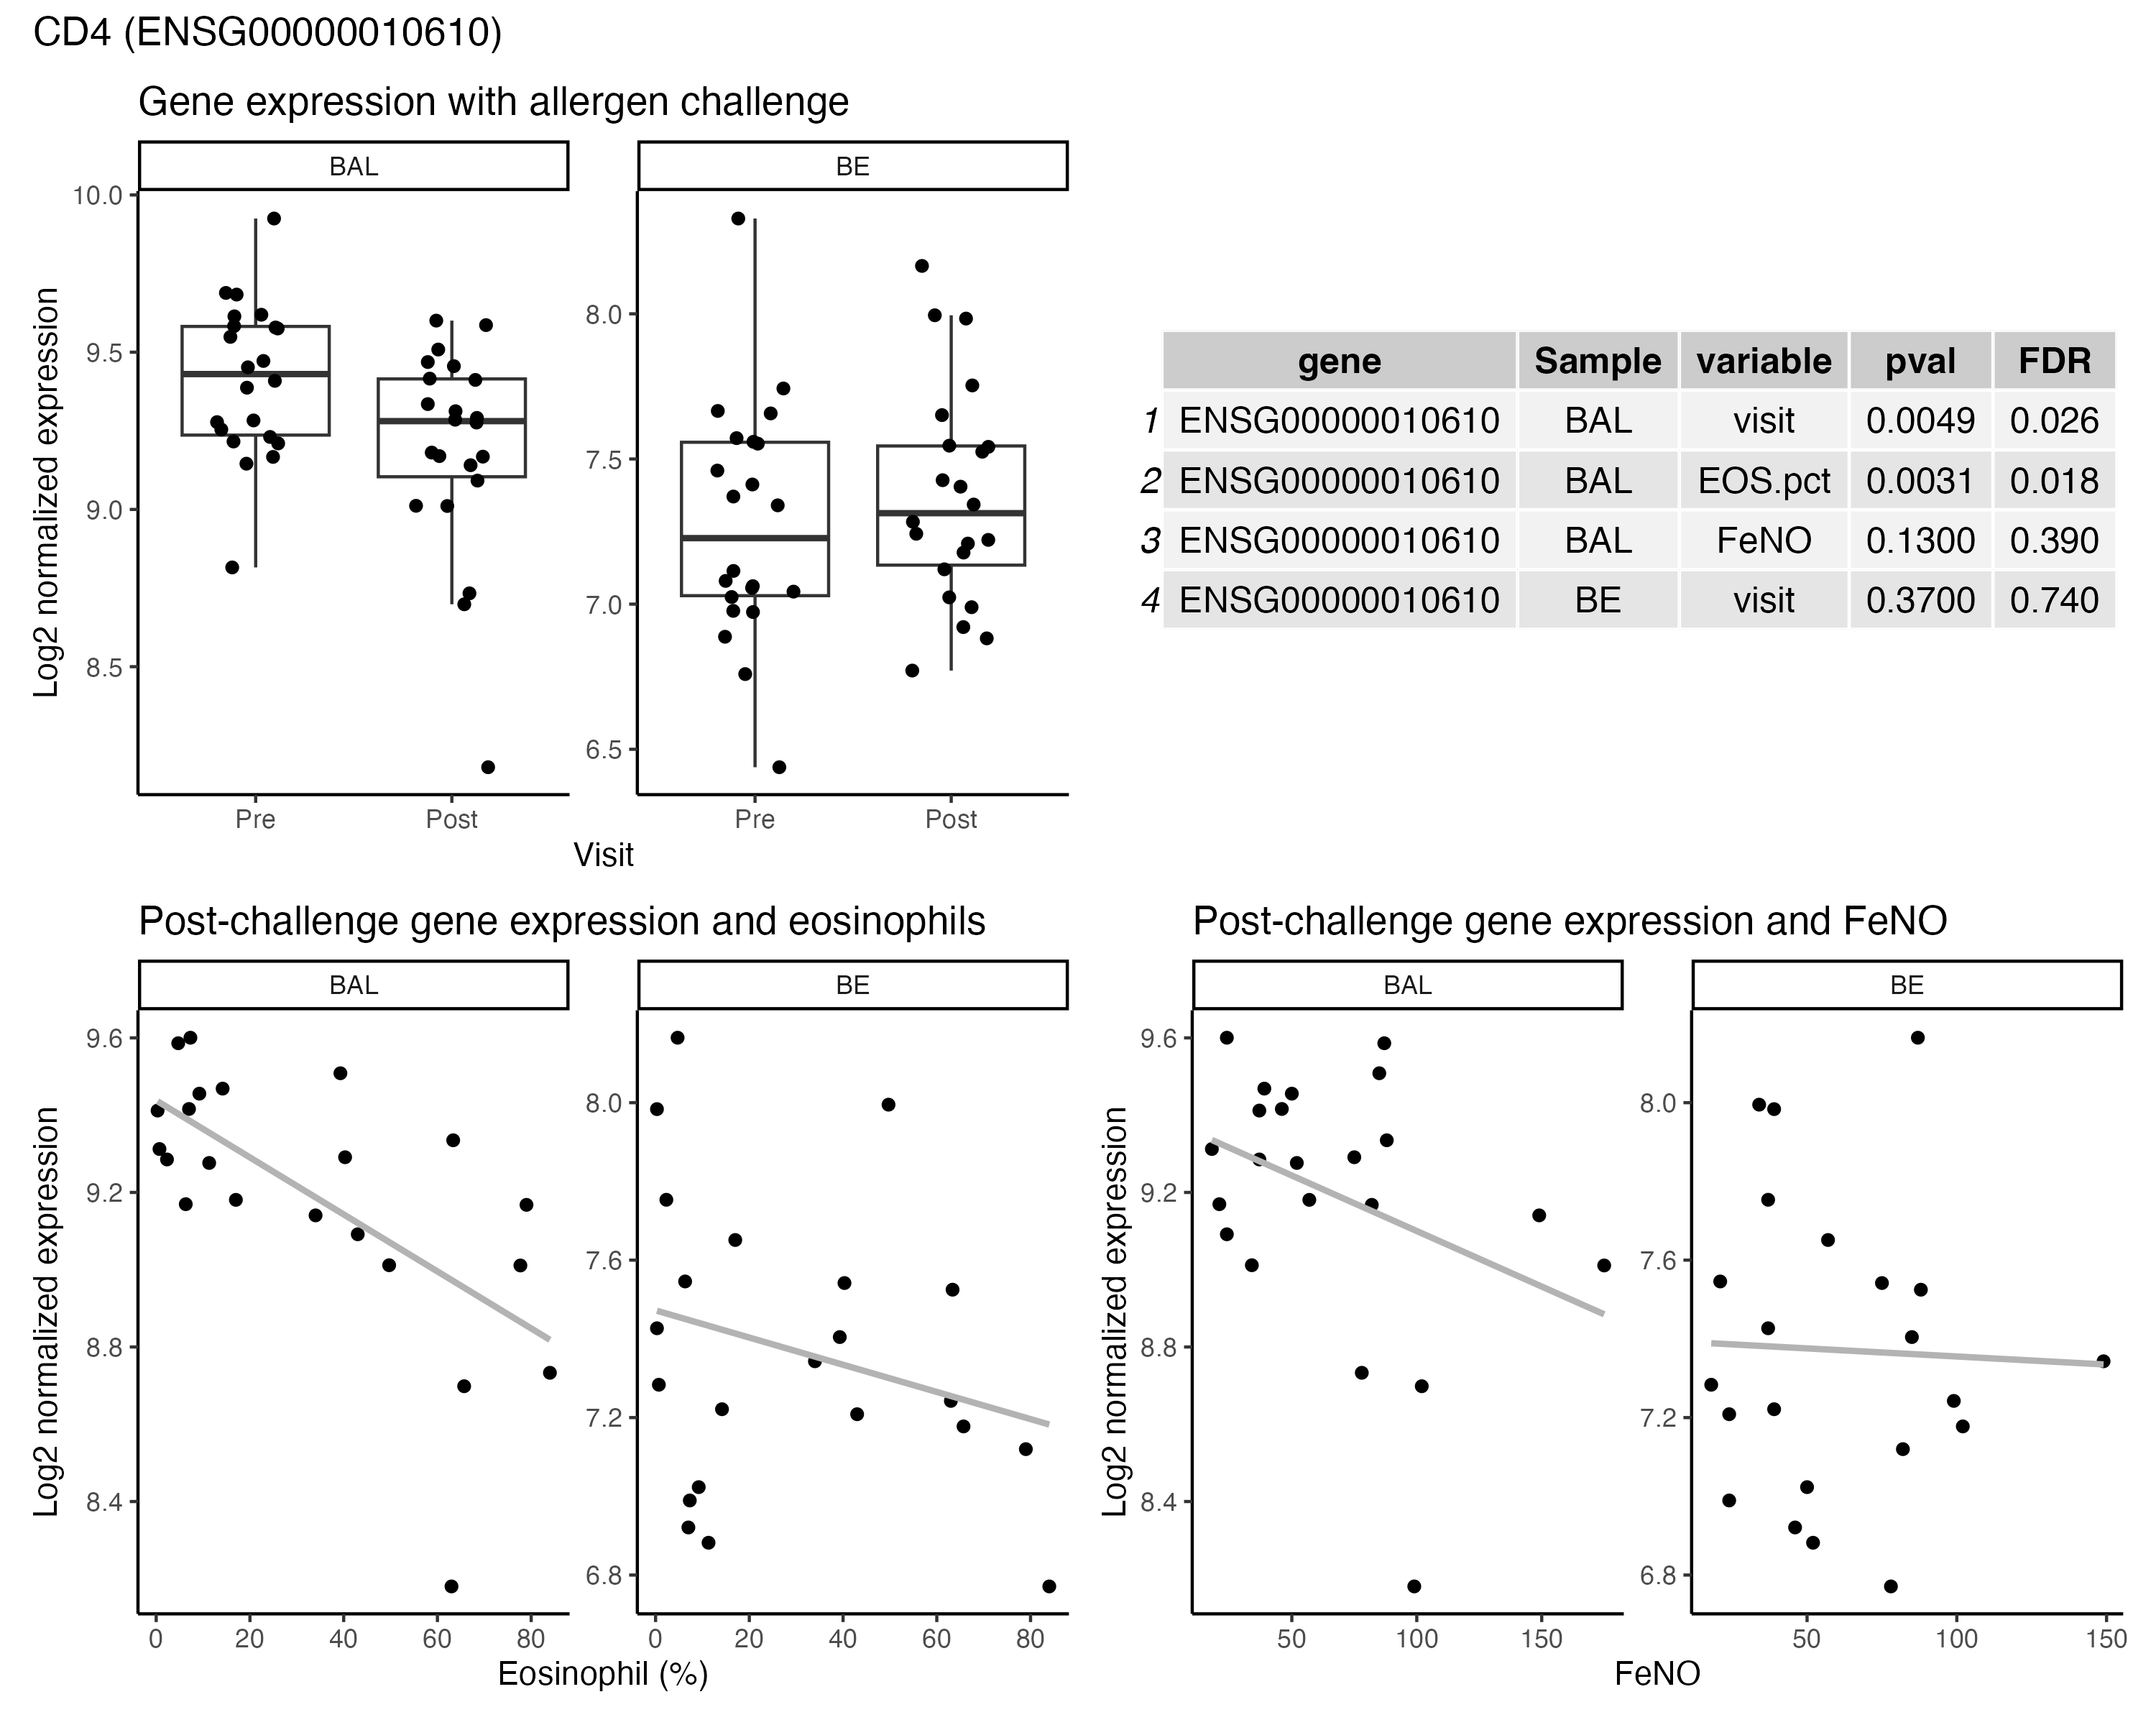 CD4 (ENSG00000010610)
Gene expression with allergen challenge
BAL
BE
Log2 normalized expression
10.0
9.5
9.0
8.5
8.0
7.5
7.0
6.5
Pre
Post
Pre
Post
Visit
gene Sample variable pval FDR
1 ENSG00000010610 BAL visit 0.0049 0.026
2 ENSG00000010610 BAL EOS.pct 0.0031 0.018
3 ENSG00000010610 BAL FeNO 0.1300 0.390
4 ENSG00000010610 BE visit 0.3700 0.740
Post-challenge gene expression and eosinophils
BAL
BE
Log2 normalized expression
9.6
9.2
8.8
8.4
8.0
7.6
7.2
6.8
0 20 40 60 80
0 20 40 60 80
Eosinophil (%)
Post-challenge gene expression and FeNO
BAL
BE
Log2 normalized expression
9.6
9.2
8.8
8.4
8.0
7.6
7.2
6.8
50 100 150
50 100 150
FeNO